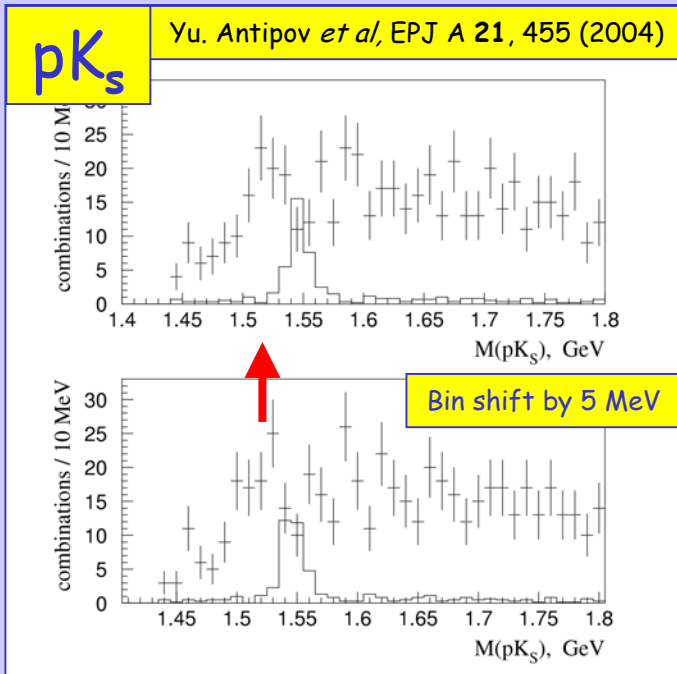 pKs
Yu. Antipov et al, EPJ A 21, 455 (2004)
combinations / 10 MeV
30
25
20
15
10
5
0
1.4 1.45 1.5 1.55 1.6 1.65 1.7 1.75 1.8
M(pKS), GeV
Bin shift by 5 MeV
combinations / 10 MeV
30
25
20
15
10
5
0
1.45 1.5 1.55 1.6 1.65 1.7 1.75 1.8
M(pKS), GeV